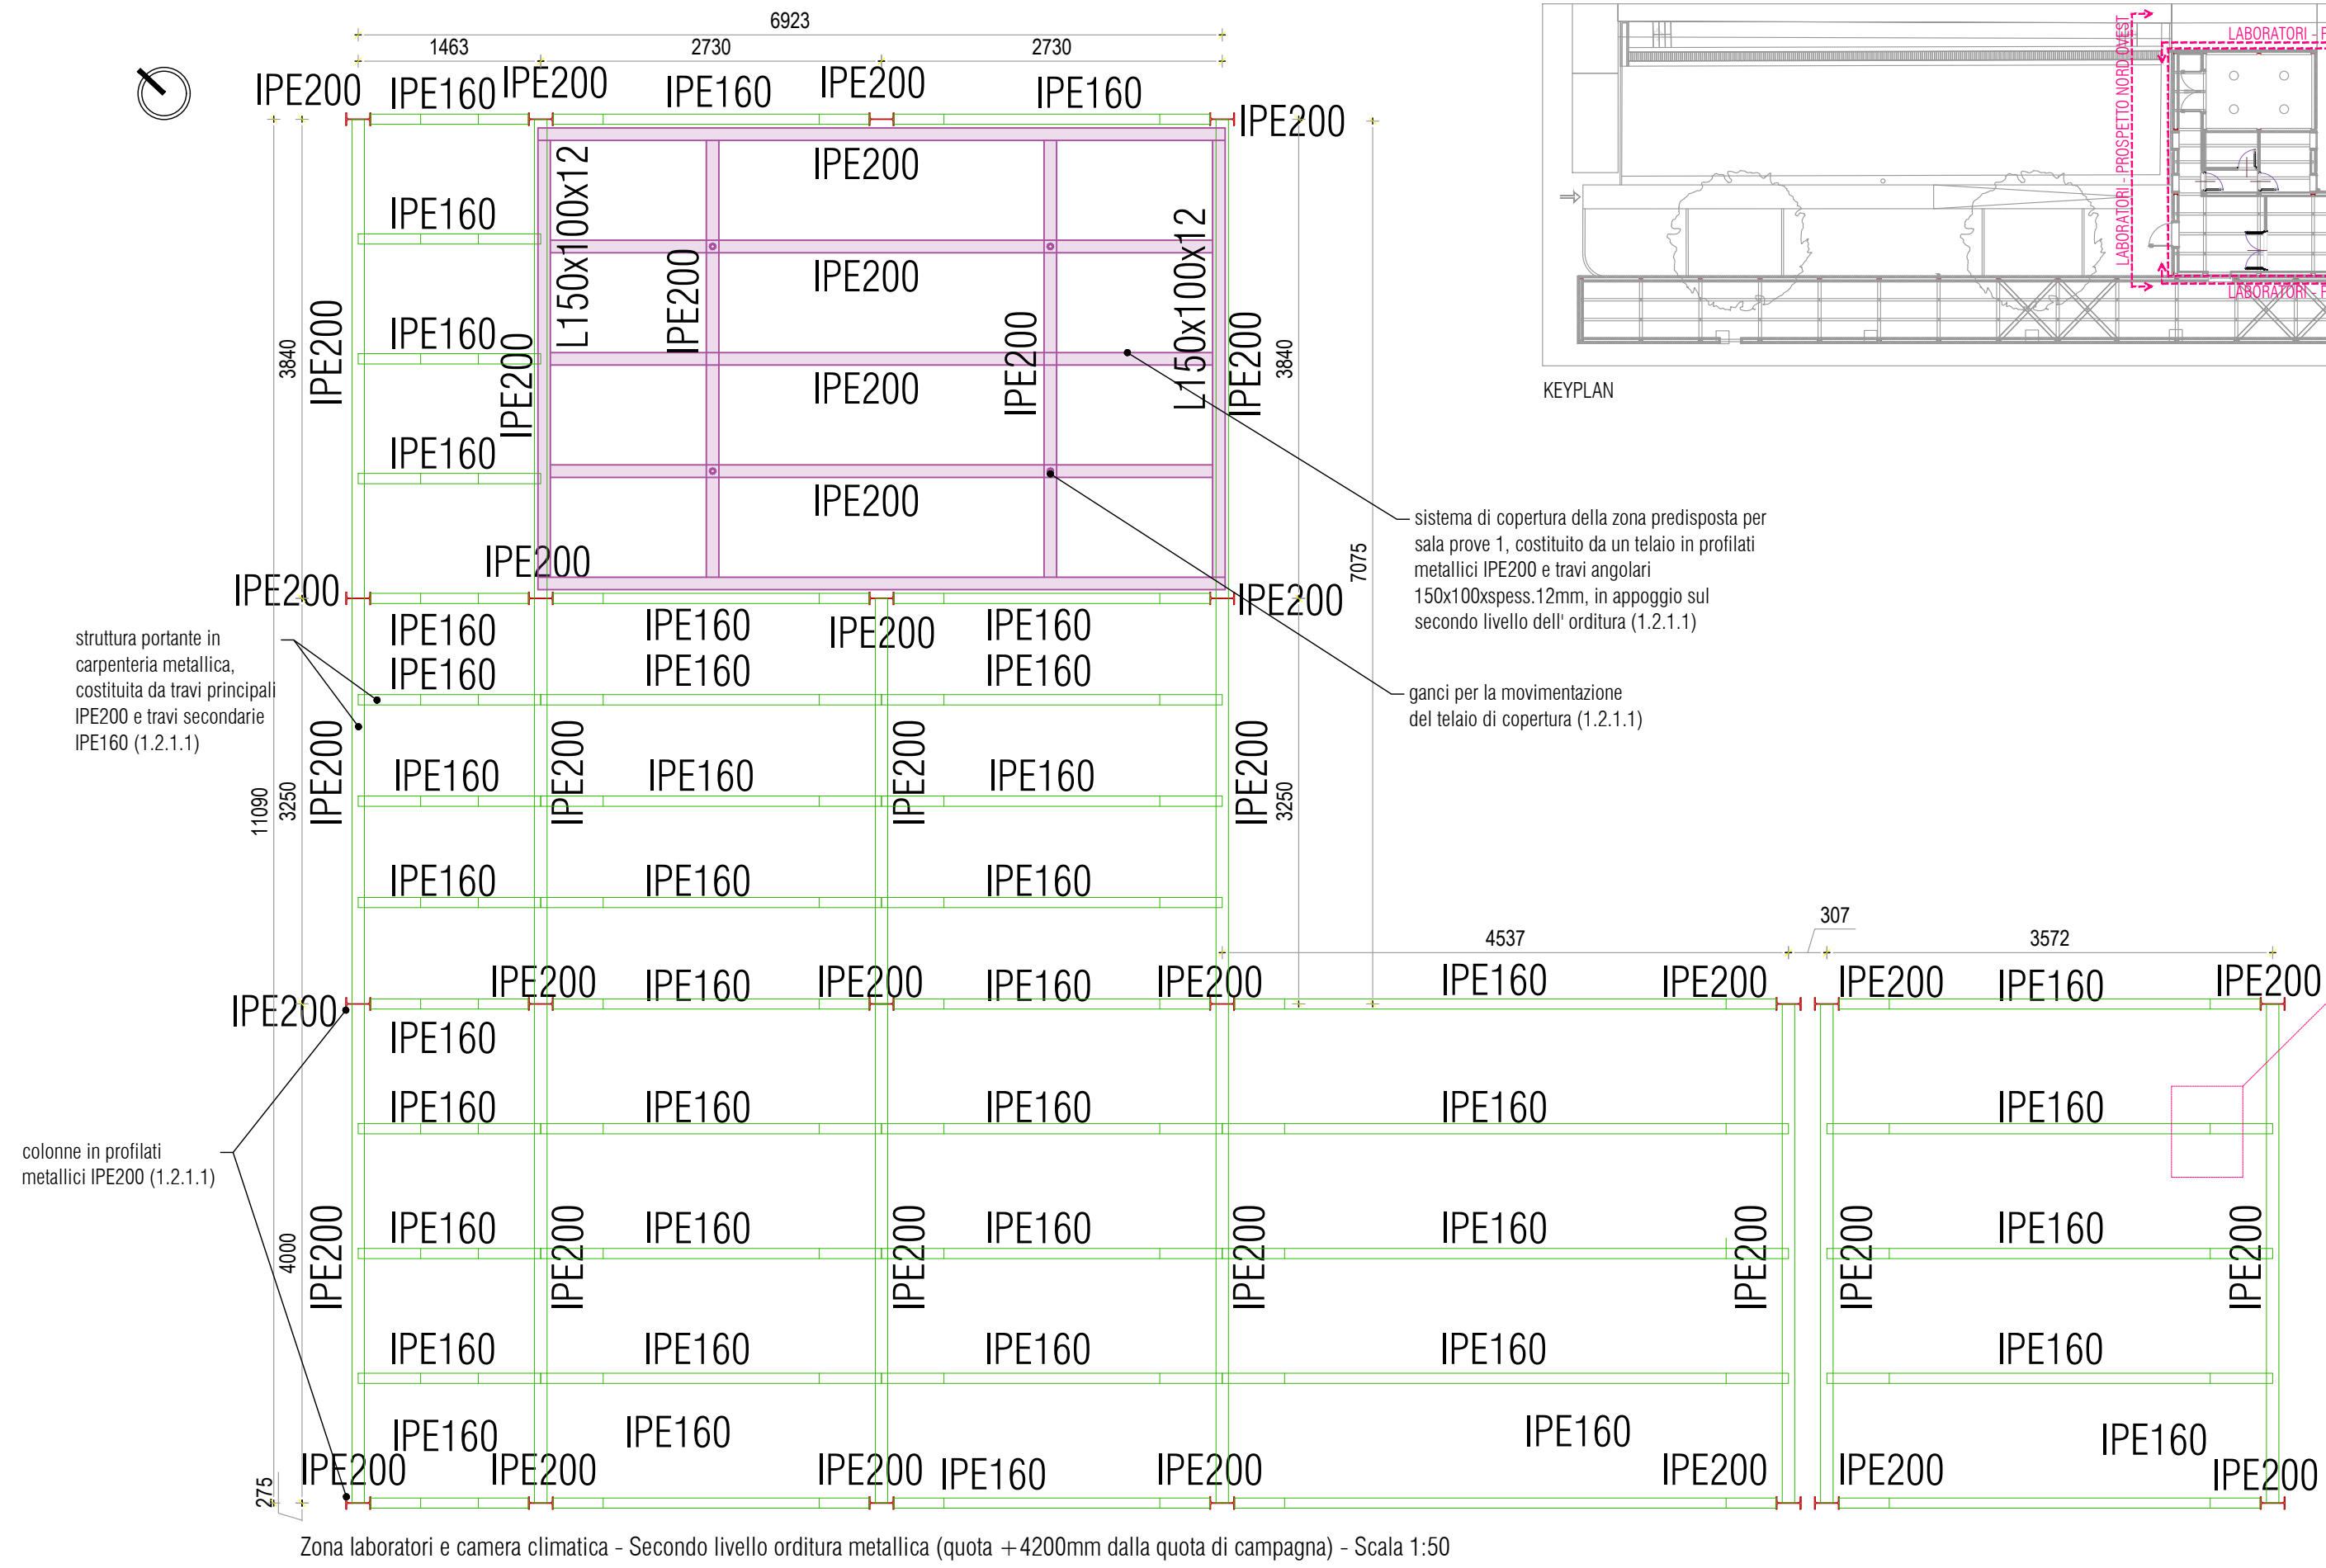 6923
1463 2730 2730
IPE200 IPE160 IPE200 IPE160 IPE200 IPE160 IPE200
IPE200
L150x100x12
IPE160
L150x100x12
IPE200
IPE200
IPE200
IPE160
IPE200
IPE200
IPE200
IPE200
IPE200
3840
3840
IPE160
IPE200
IPE200
IPE200
IPE200 IPE200
IPE160 IPE160 IPE200 IPE160
IPE160 IPE160 IPE160
7075
struttura portante in
carpenteria metallica,
costituita da travi principali
IPE200 e travi secondarie
IPE160 (1.2.1.1)
sistema di copertura della zona predisposta per
sala prove 1, costituito da un telaio in profilati
metallici IPE200 e travi angolari
150x100xspess.12mm, in appoggio sul
secondo livello dell' orditura (1.2.1.1)
ganci per la movimentazione
del telaio di copertura (1.2.1.1)
IPE200 IPE200 IPE200 IPE200
IPE160 IPE160 IPE160
11090
3250
3250
IPE160 IPE160 IPE160
307
4537 3572
IPE200 IPE200 IPE160 IPE200 IPE160 IPE200 IPE160 IPE200 IPE200 IPE160 IPE200
IPE160
IPE160 IPE160 IPE160 IPE160 IPE160
colonne in profilati
metallici IPE200 (1.2.1.1)
4000
IPE200 IPE200 IPE200 IPE200 IPE200 IPE200 IPE200
IPE160 IPE160 IPE160 IPE160 IPE160
IPE160 IPE160 IPE160 IPE160 IPE160
IPE160 IPE160 IPE160 IPE160
IPE200 IPE200 IPE200 IPE160 IPE200 IPE200 IPE200 IPE200
275
Zona laboratori e camera climatica - Secondo livello orditura metallica (quota +4200mm dalla quota di campagna) - Scala 1:50
LABORATORI - PROSPETTO NORD OVEST
LABORATORI -
LABORATORI -
KEYPLAN